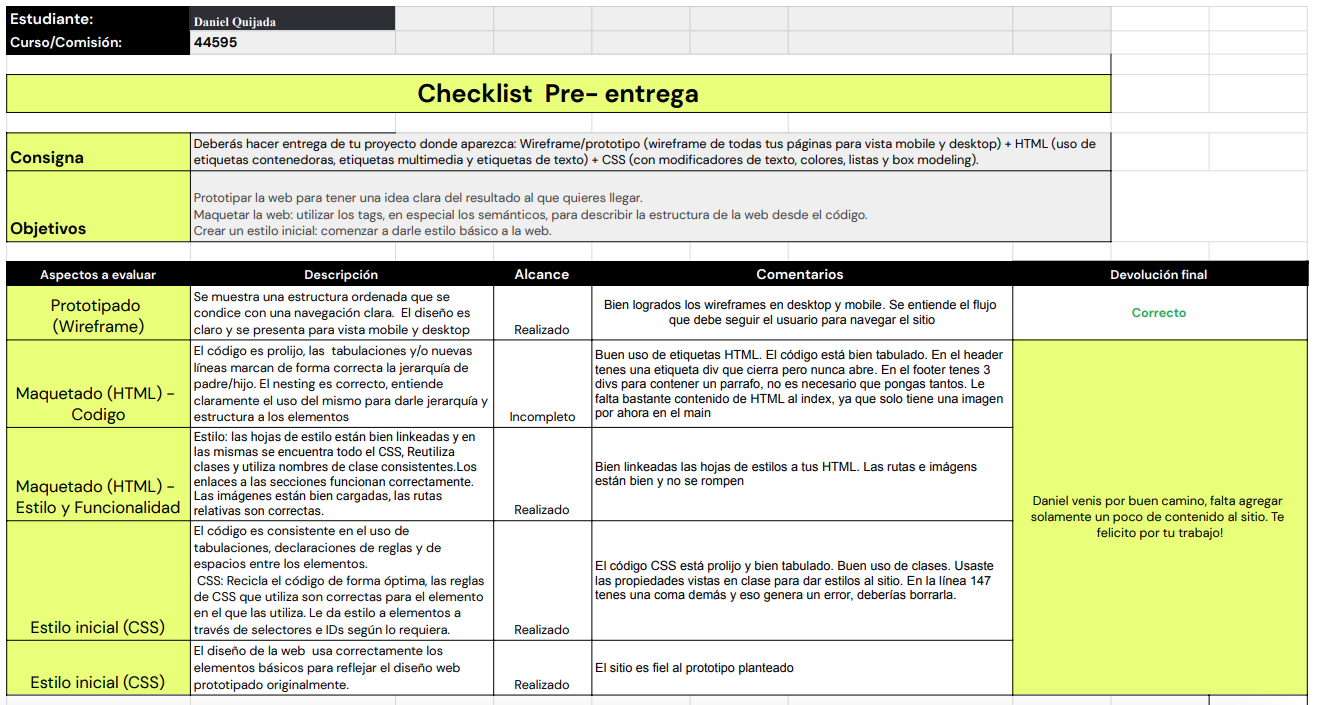 Estudiante:
Daniel Quijada
Curso/Comisión:
44595
Checklist Pre- entrega
Consigna
Deberás hacer entrega de tu proyecto donde aparezca: Wireframe/prototipo (wireframe de todas tus páginas para vista mobile y desktop) + HTML (uso de
etiquetas contenedoras, etiquetas multimedia y etiquetas de texto) + CSS (con modificadores de texto, colores, listas y box modeling).
Objetivos
Prototipar la web para tener una idea clara del resultado al que quieres llegar.
Maquetar la web: utilizar los tags, en especial los semánticos, para describir la estructura de la web desde el código.
Crear un estilo inicial: comenzar a darle estilo básico a la web.
Aspectos a evaluar
Descripción
Alcance
Comentarios
Devolución final
Prototipado
(Wireframe)
Se muestra una estructura ordenada que se
condice con una navegación clara. El diseño es
claro y se presenta para vista mobile y desktop
Realizado
Bien logrados los wireframes en desktop y mobile. Se entiende el flujo
que debe seguir el usuario para navegar el sitio
Correcto
Maquetado (HTML) -
Codigo
El código es prolijo, las tabulaciones y/o nuevas
líneas marcan de forma correcta la jerarquía de
padre/hijo. El nesting es correcto, entiende
claramente el uso del mismo para darle jerarquía y
estructura a los elementos
Incompleto
Buen uso de etiquetas HTML. El código está bien tabulado. En el header
tenes una etiqueta div que cierra pero nunca abre. En el footer tenes 3
divs para contener un parrafo, no es necesario que pongas tantos. Le
falta bastante contenido de HTML al index, ya que solo tiene una imagen
por ahora en el main
Maquetado (HTML) -
Estilo y Funcionalidad
Estilo: las hojas de estilo están bien linkeadas y en
las mismas se encuentra todo el CSS, Reutiliza
clases y utiliza nombres de clase consistentes.Los
enlaces a las secciones funcionan correctamente.
Las imágenes están bien cargadas, las rutas
relativas son correctas.
Realizado
Bien linkeadas las hojas de estilos a tus HTML. Las rutas e imágens
están bien y no se rompen
Daniel venis por buen camino, falta agregar
solamente un poco de contenido al sitio. Te
felicito por tu trabajo!
Estilo inicial (CSS)
El código es consistente en el uso de
tabulaciones, declaraciones de reglas y de
espacios entre los elementos.
CSS: Recicla el código de forma óptima, las reglas
de CSS que utiliza son correctas para el elemento
en el que las utiliza. Le da estilo a elementos a
través de selectores e IDs según lo requiera.
Realizado
El código CSS está prolijo y bien tabulado. Buen uso de clases. Usaste
las propiedades vistas en clase para dar estilos al sitio. En la línea 147
tenes una coma demás y eso genera un error, deberías borrarla.
Estilo inicial (CSS)
El diseño de la web usa correctamente los
elementos básicos para reflejar el diseño web
prototipado originalmente.
Realizado
El sitio es fiel al prototipo planteado